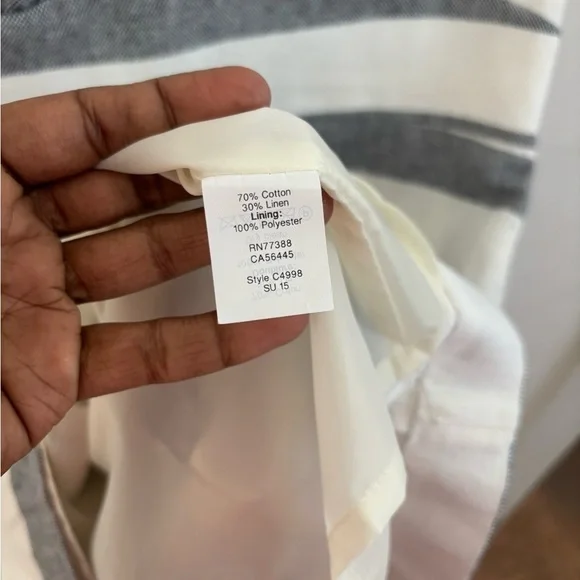 70% Cotton
30% Linen
Lining:
100% Polyester
RN77388
CA56445
Style C4998
SU 15